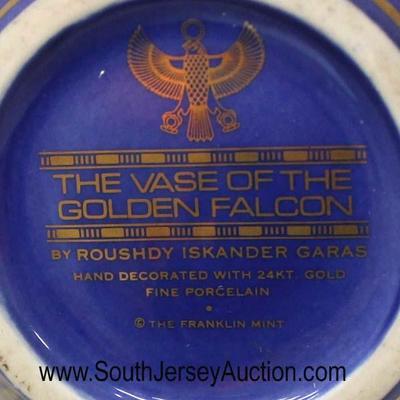 THE VASE OF THE
GOLDEN FALCON
BY ROUSHDY ISKANDER GARAS
HAND DECORATED WITH 24KT. GOLD
FINE PORCELAIN
•
© THE FRANKLIN MINT
www.SouthJerseyAuction.com